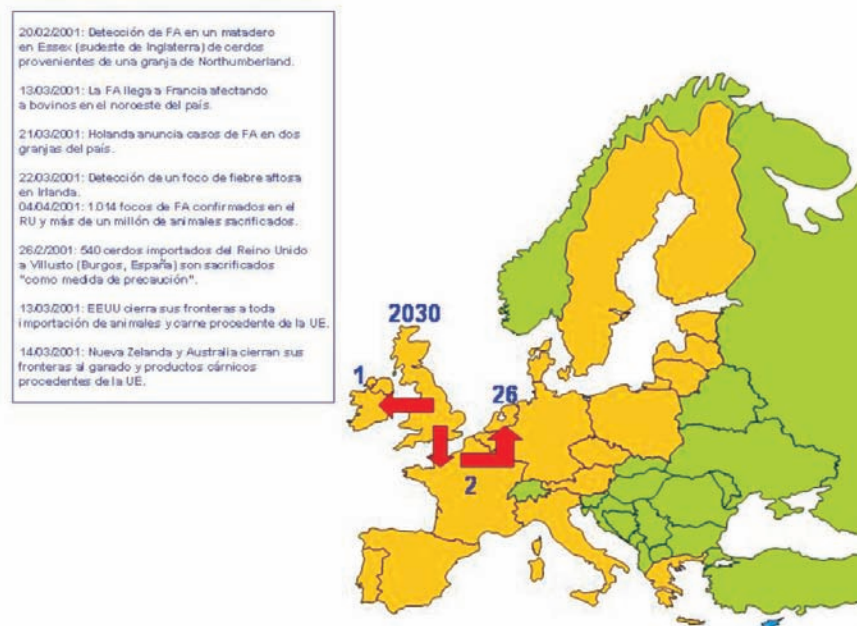 20/02/2001: Detección de FA en un matadero
en Essex (sudeste de Inglaterra) de cerdos
provenientes de una granja de Northumberland.
13/03/2001: La FA llega a Francia afectando
a bovinos en el noroeste del país.
21/03/2001: Holanda anuncia casos de FA en dos
granjas del país.
22/03/2001: Detección de un foco de fiebre aftosa
en Irlanda.
04/04/2001: 1.014 focos de FA confirmados en el
RU y más de un millón de animales sacrificados.
26/2/2001: 540 cerdos importados del Reino Unido
a Villusto (Burgos, España) son sacrificados
"como medida de precaución".
13/03/2001: EEUU cierra sus fronteras a toda
importación de animales y carne procedente de la UE.
14/03/2001: Nueva Zelanda y Australia cierran sus
fronteras al ganado y productos cárnicos
procedentes de la UE.
2030
1
26
2